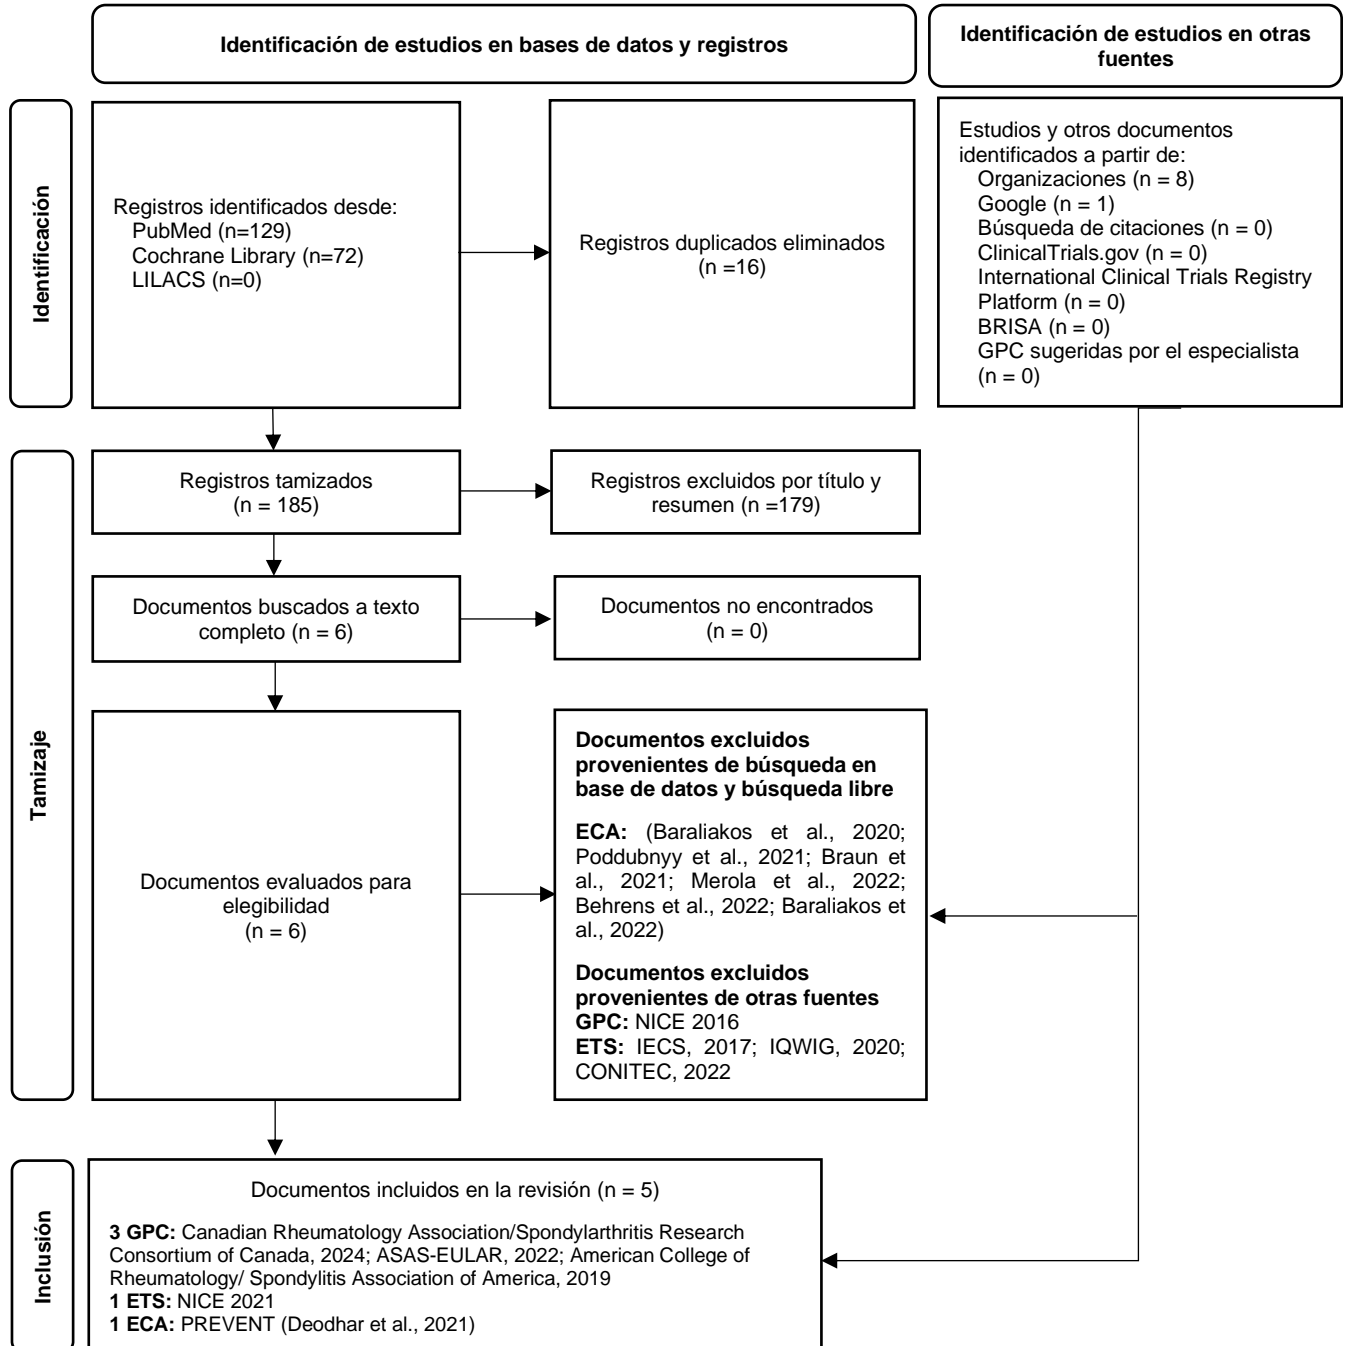 Identificación de estudios en bases de datos y registros
Identificación de estudios en otras
fuentes
Identificación
Registros identificados desde:
PubMed (n=129)
Cochrane Library (n=72)
LILACS (n=0)
Registros duplicados eliminados
(n =16)
Estudios y otros documentos
identificados a partir de:
Organizaciones (n = 8)
Google (n = 1)
Búsqueda de citaciones (n = 0)
ClinicalTrials.gov (n = 0)
International Clinical Trials Registry
Platform (n = 0)
BRISA (n = 0)
GPC sugeridas por el especialista
(n = 0)
Tamizaje
Registros tamizados
(n = 185)
Registros excluidos por título y
resumen (n =179)
Documentos buscados a texto
completo (n = 6)
Documentos no encontrados
(n = 0)
Documentos evaluados para
elegibilidad
(n = 6)
Documentos excluidos
provenientes de búsqueda en
base de datos y búsqueda libre
ECA: (Baraliakos et al., 2020;
Poddubnyy et al., 2021; Braun et
al., 2021; Merola et al., 2022;
Behrens et al., 2022; Baraliakos et
al., 2022)
Documentos excluidos
provenientes de otras fuentes
GPC: NICE 2016
ETS: IECS, 2017; IQWIG, 2020;
CONITEC, 2022
Inclusión
Documentos incluidos en la revisión (n = 5)
3 GPC: Canadian Rheumatology Association/Spondylarthritis Research
Consortium of Canada, 2024; ASAS-EULAR, 2022; American College of
Rheumatology/ Spondylitis Association of America, 2019
1 ETS: NICE 2021
1 ECA: PREVENT (Deodhar et al., 2021)